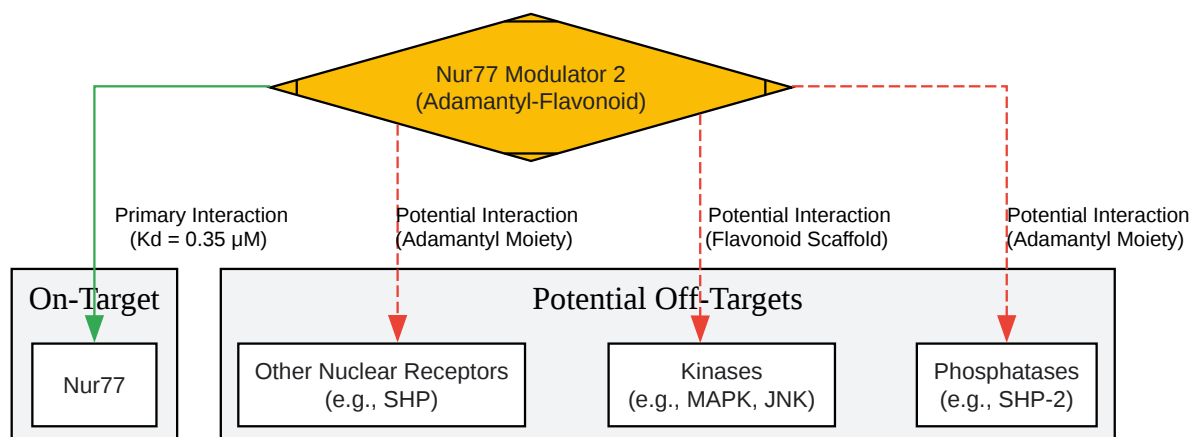 Nur77 Modulator 2
(Adamantyl-Flavonoid)
Primary Interaction
(Kd = 0.35 μM)
Potential Interaction
(Adamantyl Moiety)
Potential Interaction
(Flavonoid Scaffold)
Potential Interaction
(Adamantyl Moiety)
On-Target
Nur77
Potential Off-Targets
Other Nuclear Receptors
(e.g., SHP)
Kinases
(e.g., MAPK, JNK)
Phosphatases
(e.g., SHP-2)